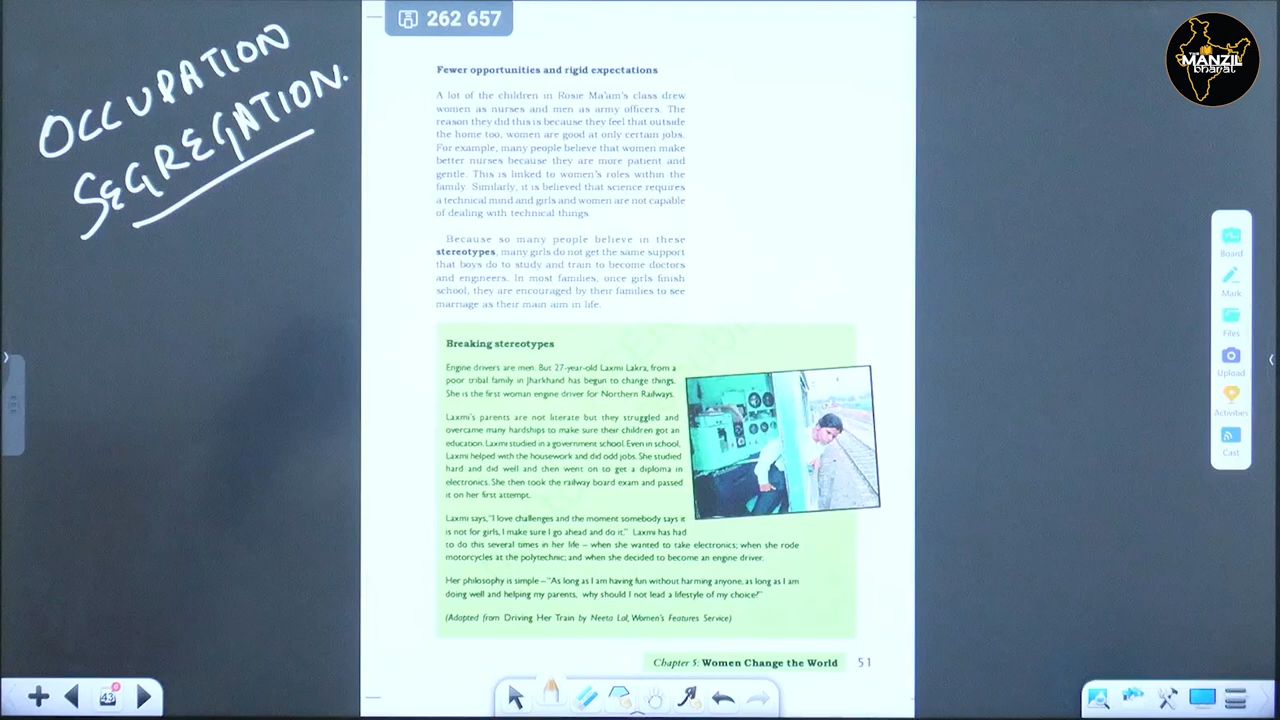 262 657
OCCUPATION
SEGREGATION.
THE
MANZIL
bharat
Fewer opportunities and rigid expectations
A lot of the children in Rosie Ma'am's class drew
women as nurses and men as army officers. The
reason they did this is because they feel that outside
the home too, women are good at only certain jobs.
For example, many people believe that women make
better nurses because they are more patient and
gentle. This is linked to women's roles within the
family. Similarly, it is believed that science requires
a technical mind and girls and women are not capable
of dealing with technical things.
Because so many people believe in these
stereotypes, many girls do not get the same support
that boys do to study and train to become doctors
and engineers. In most families, once girls finish
school, they are encouraged by their families to see
marriage as their main aim in life.
Breaking stereotypes
Engine drivers are men. But 27-year-old Laxmi Lakra, from a
poor tribal family in Jharkhand has begun to change things.
She is the first woman engine driver for Northern Railways.
Laxmi's parents are not literate but they struggled and
overcame many hardships to make sure their children got an
education. Laxmi studied in a government school. Even in school,
Laxmi helped with the housework and did odd jobs. She studied
hard and did well and then went on to get a diploma in
electronics. She then took the railway board exam and passed
it on her first attempt.
Laxmi says, "I love challenges and the moment somebody says it
is not for girls, I make sure I go ahead and do it." Laxmi has had
to do this several times in her life – when she wanted to take electronics; when she rode
motorcycles at the polytechnic; and when she decided to become an engine driver.
Her philosophy is simple – "As long as I am having fun without harming anyone, as long as I am
doing well and helping my parents, why should I not lead a lifestyle of my choice?"
(Adapted from Driving Her Train by Neeta Lal, Women's Features Service)
Chapter 5: Women Change the World 51
Board
Mark
Files
Upload
Activities
Cast
43